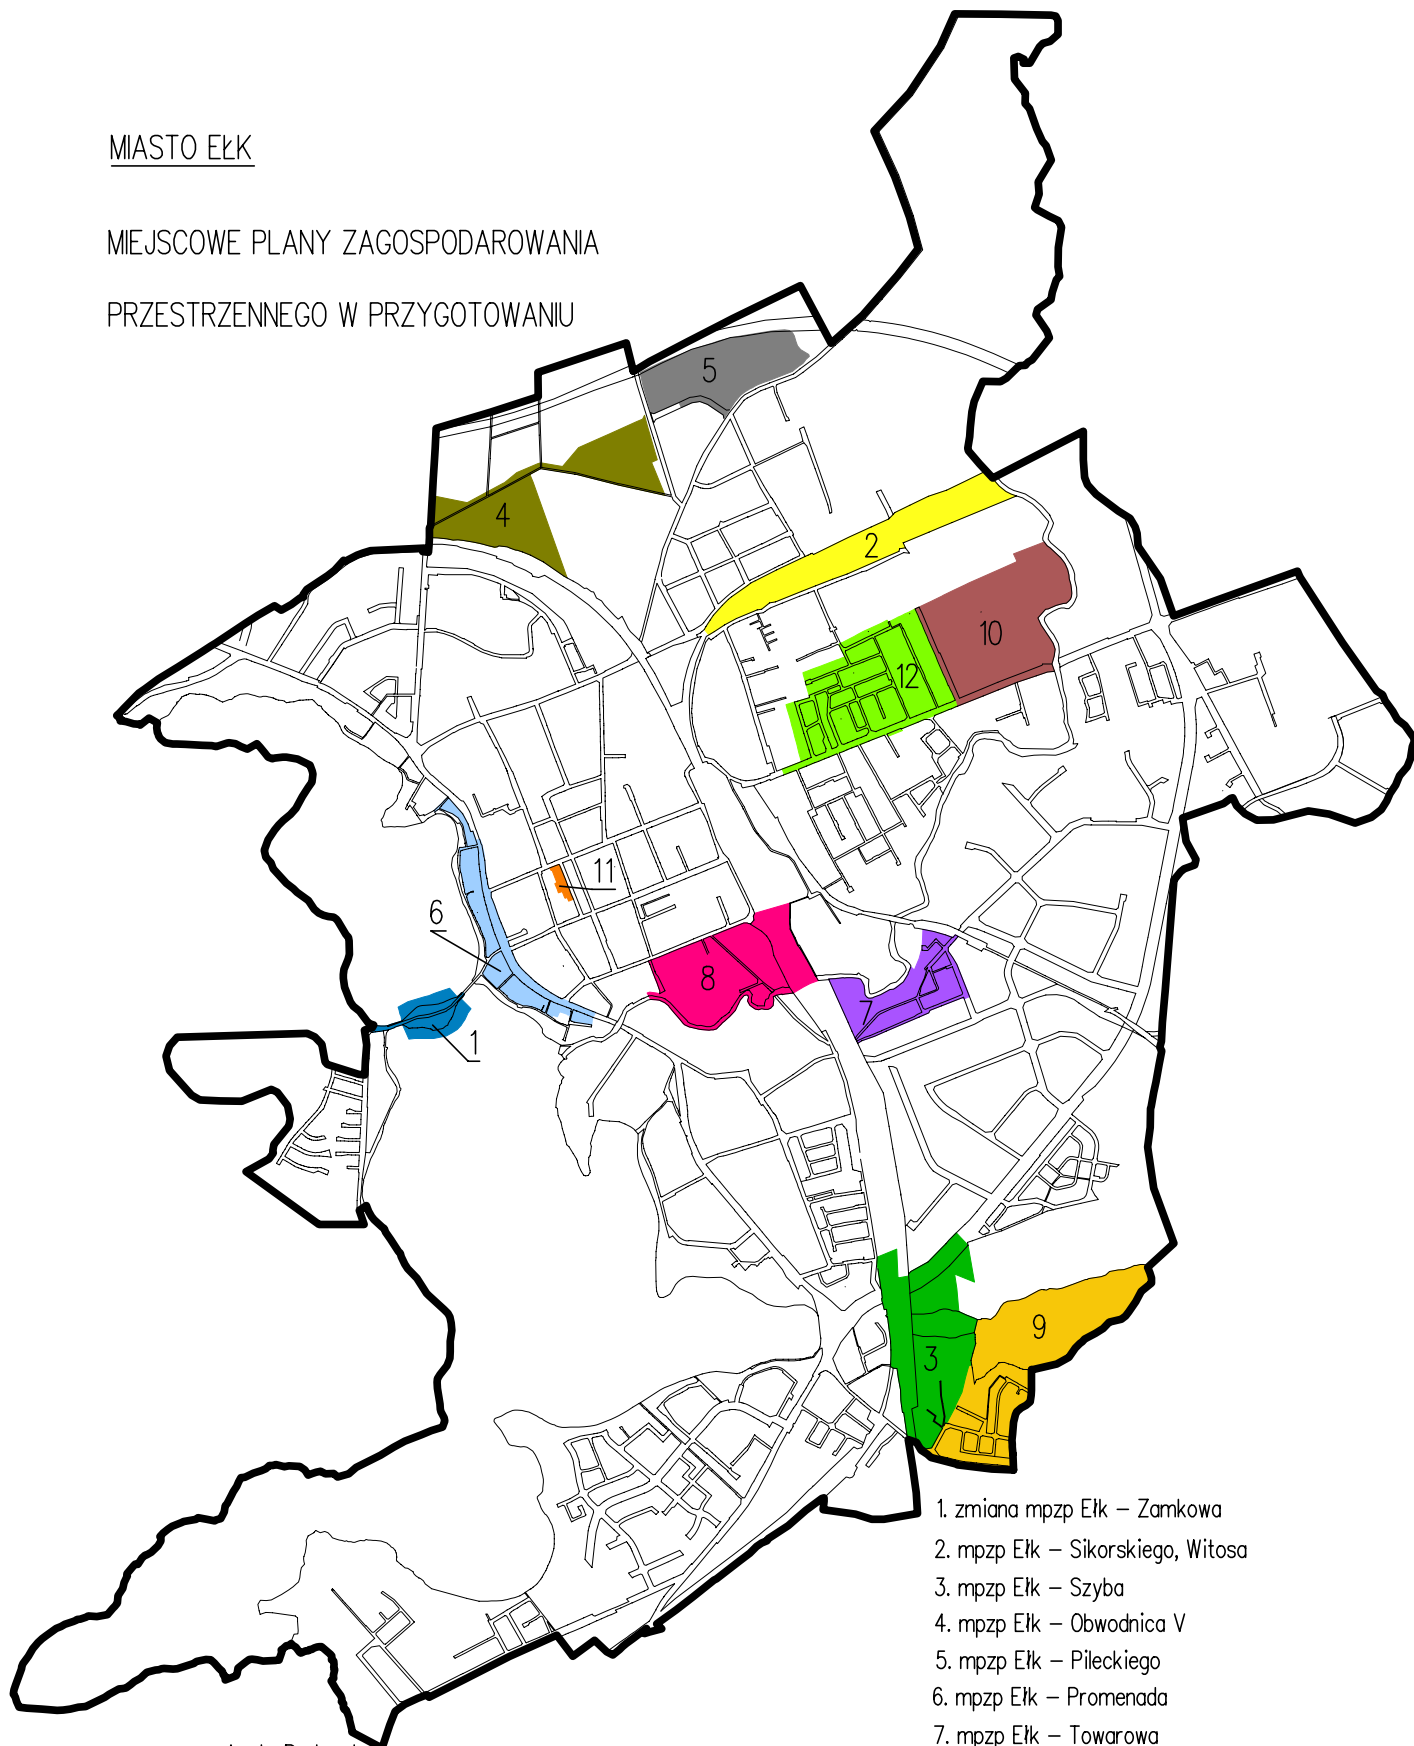 MIASTO EŁK
MIEJSCOWE PLANY ZAGOSPODAROWANIA
PRZESTRZENNEGO W PRZYGOTOWANIU
5
4
2
10
12
11
6
8
7
1
9
3
1. zmiana mpzp Ełk – Zamkowa
2. mpzp Ełk – Sikorskiego, Witosa
3. mpzp Ełk – Szyba
4. mpzp Ełk – Obwodnica V
5. mpzp Ełk – Pileckiego
6. mpzp Ełk – Promenada
7. mpzp Ełk – Towarowa